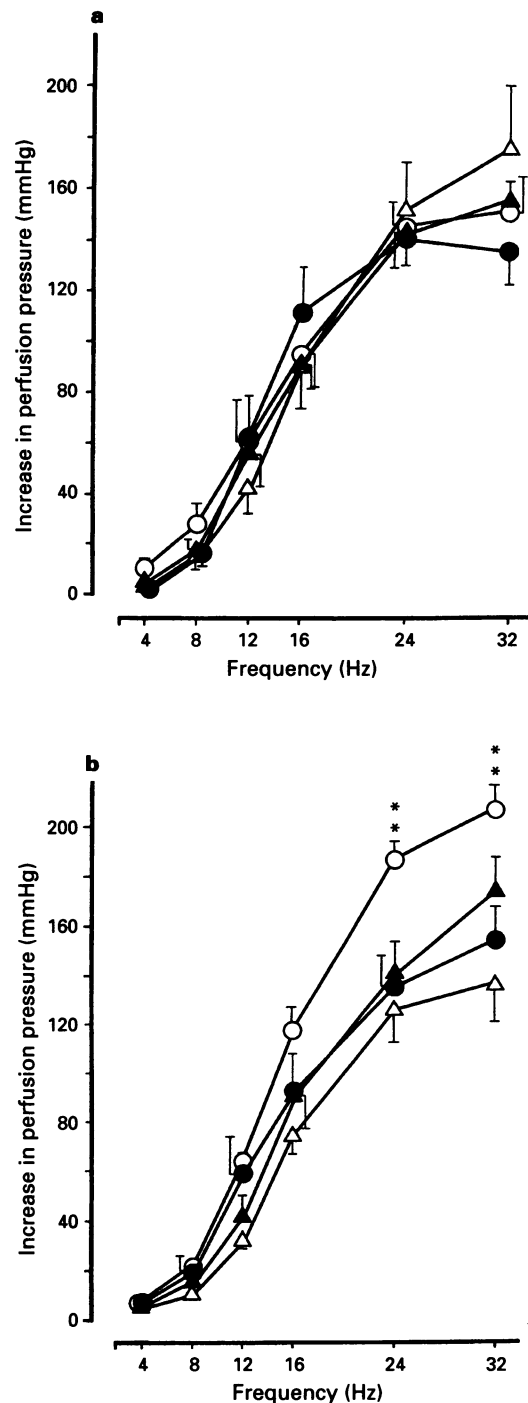 a
Increase in perfusion pressure (mmHg)
200
160
120
80
40
0
4 8 12 16 24 32
Frequency (Hz)
b
Increase in perfusion pressure (mmHg)
* *
* *
200
160
120
80
40
0
4 8 12 16 24 32
Frequency (Hz)